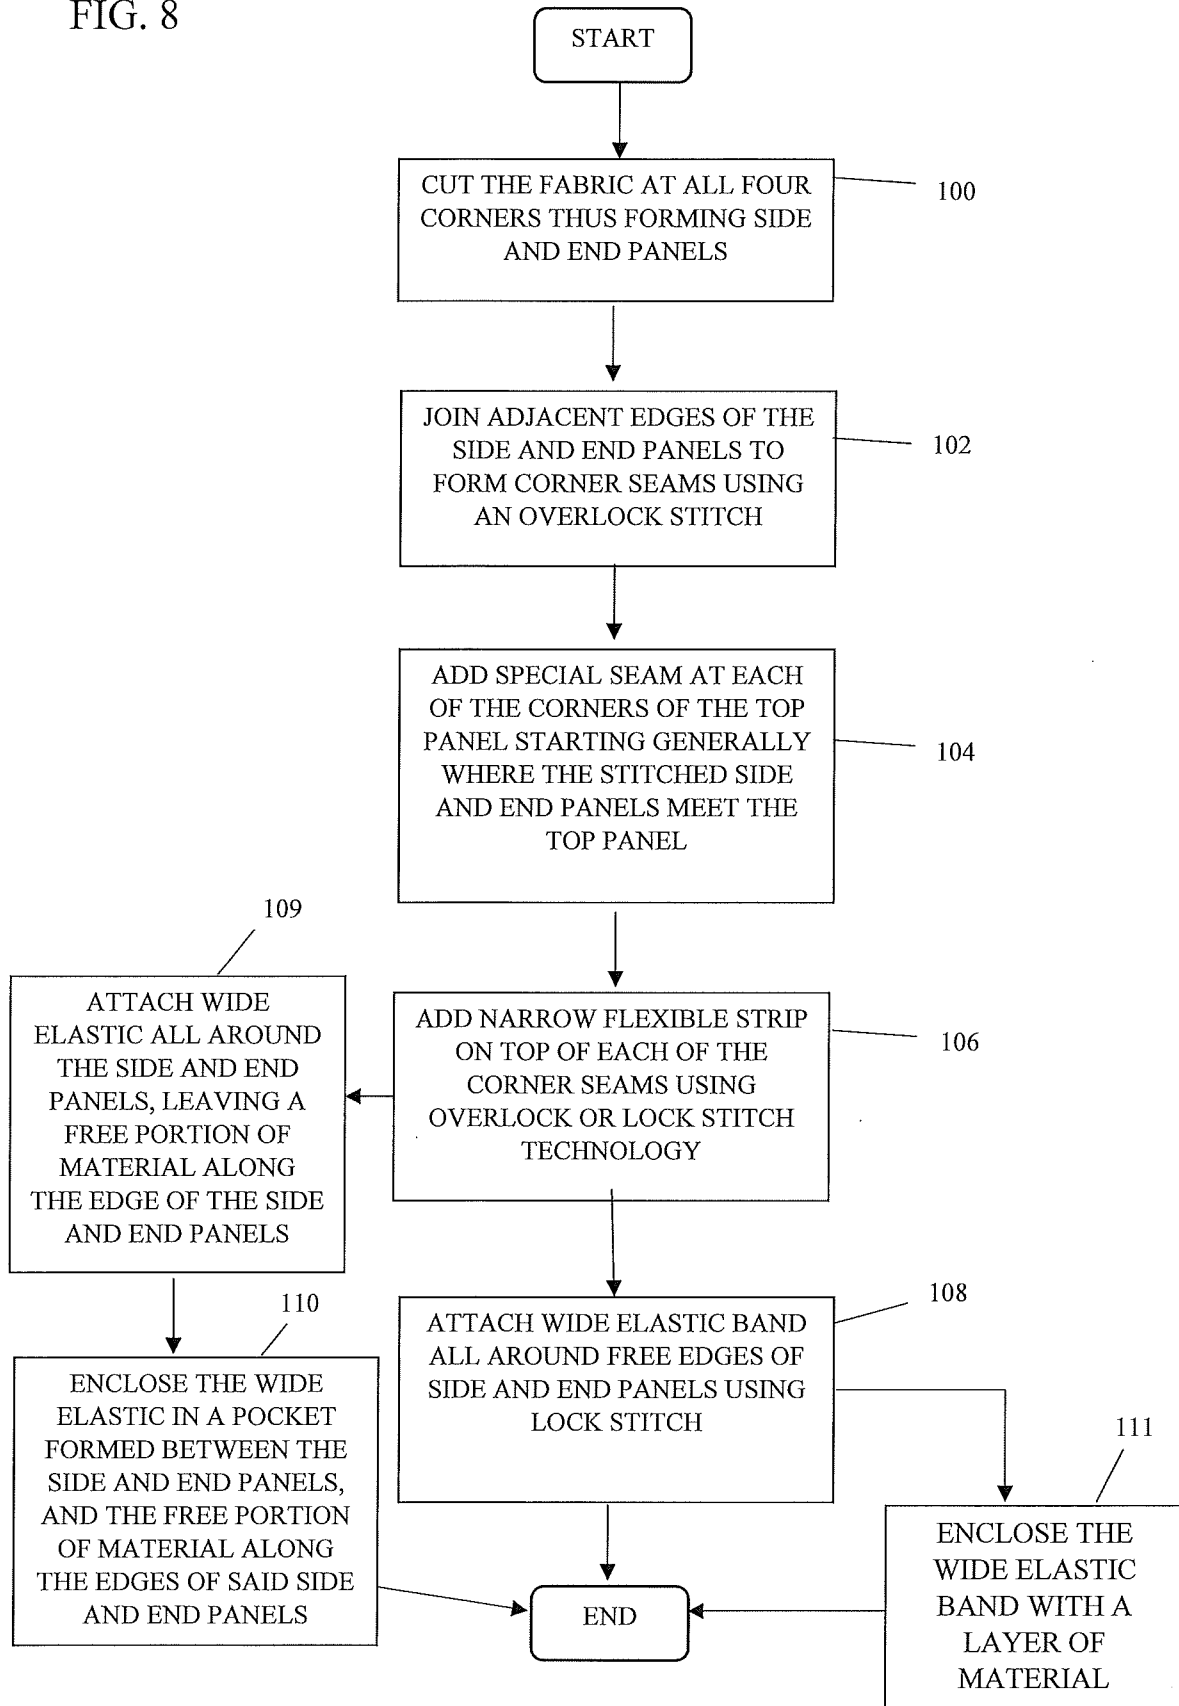 FIG. 8
START
CUT THE FABRIC AT ALL FOUR
CORNERS THUS FORMING SIDE
AND END PANELS
100
JOIN ADJACENT EDGES OF THE
SIDE AND END PANELS TO
FORM CORNER SEAMS USING
AN OVERLOCK STITCH
102
ADD SPECIAL SEAM AT EACH
OF THE CORNERS OF THE TOP
PANEL STARTING GENERALLY
WHERE THE STITCHED SIDE
AND END PANELS MEET THE
TOP PANEL
104
ADD NARROW FLEXIBLE STRIP
ON TOP OF EACH OF THE
CORNER SEAMS USING
OVERLOCK OR LOCK STITCH
TECHNOLOGY
106
109
ATTACH WIDE
ELASTIC ALL AROUND
THE SIDE AND END
PANELS, LEAVING A
FREE PORTION OF
MATERIAL ALONG
THE EDGE OF THE SIDE
AND END PANELS
110
ENCLOSE THE WIDE
ELASTIC IN A POCKET
FORMED BETWEEN THE
SIDE AND END PANELS,
AND THE FREE PORTION
OF MATERIAL ALONG
THE EDGES OF SAID SIDE
AND END PANELS
ATTACH WIDE ELASTIC BAND
ALL AROUND FREE EDGES OF
SIDE AND END PANELS USING
LOCK STITCH
108
111
ENCLOSE THE
WIDE ELASTIC
BAND WITH A
LAYER OF
MATERIAL
END